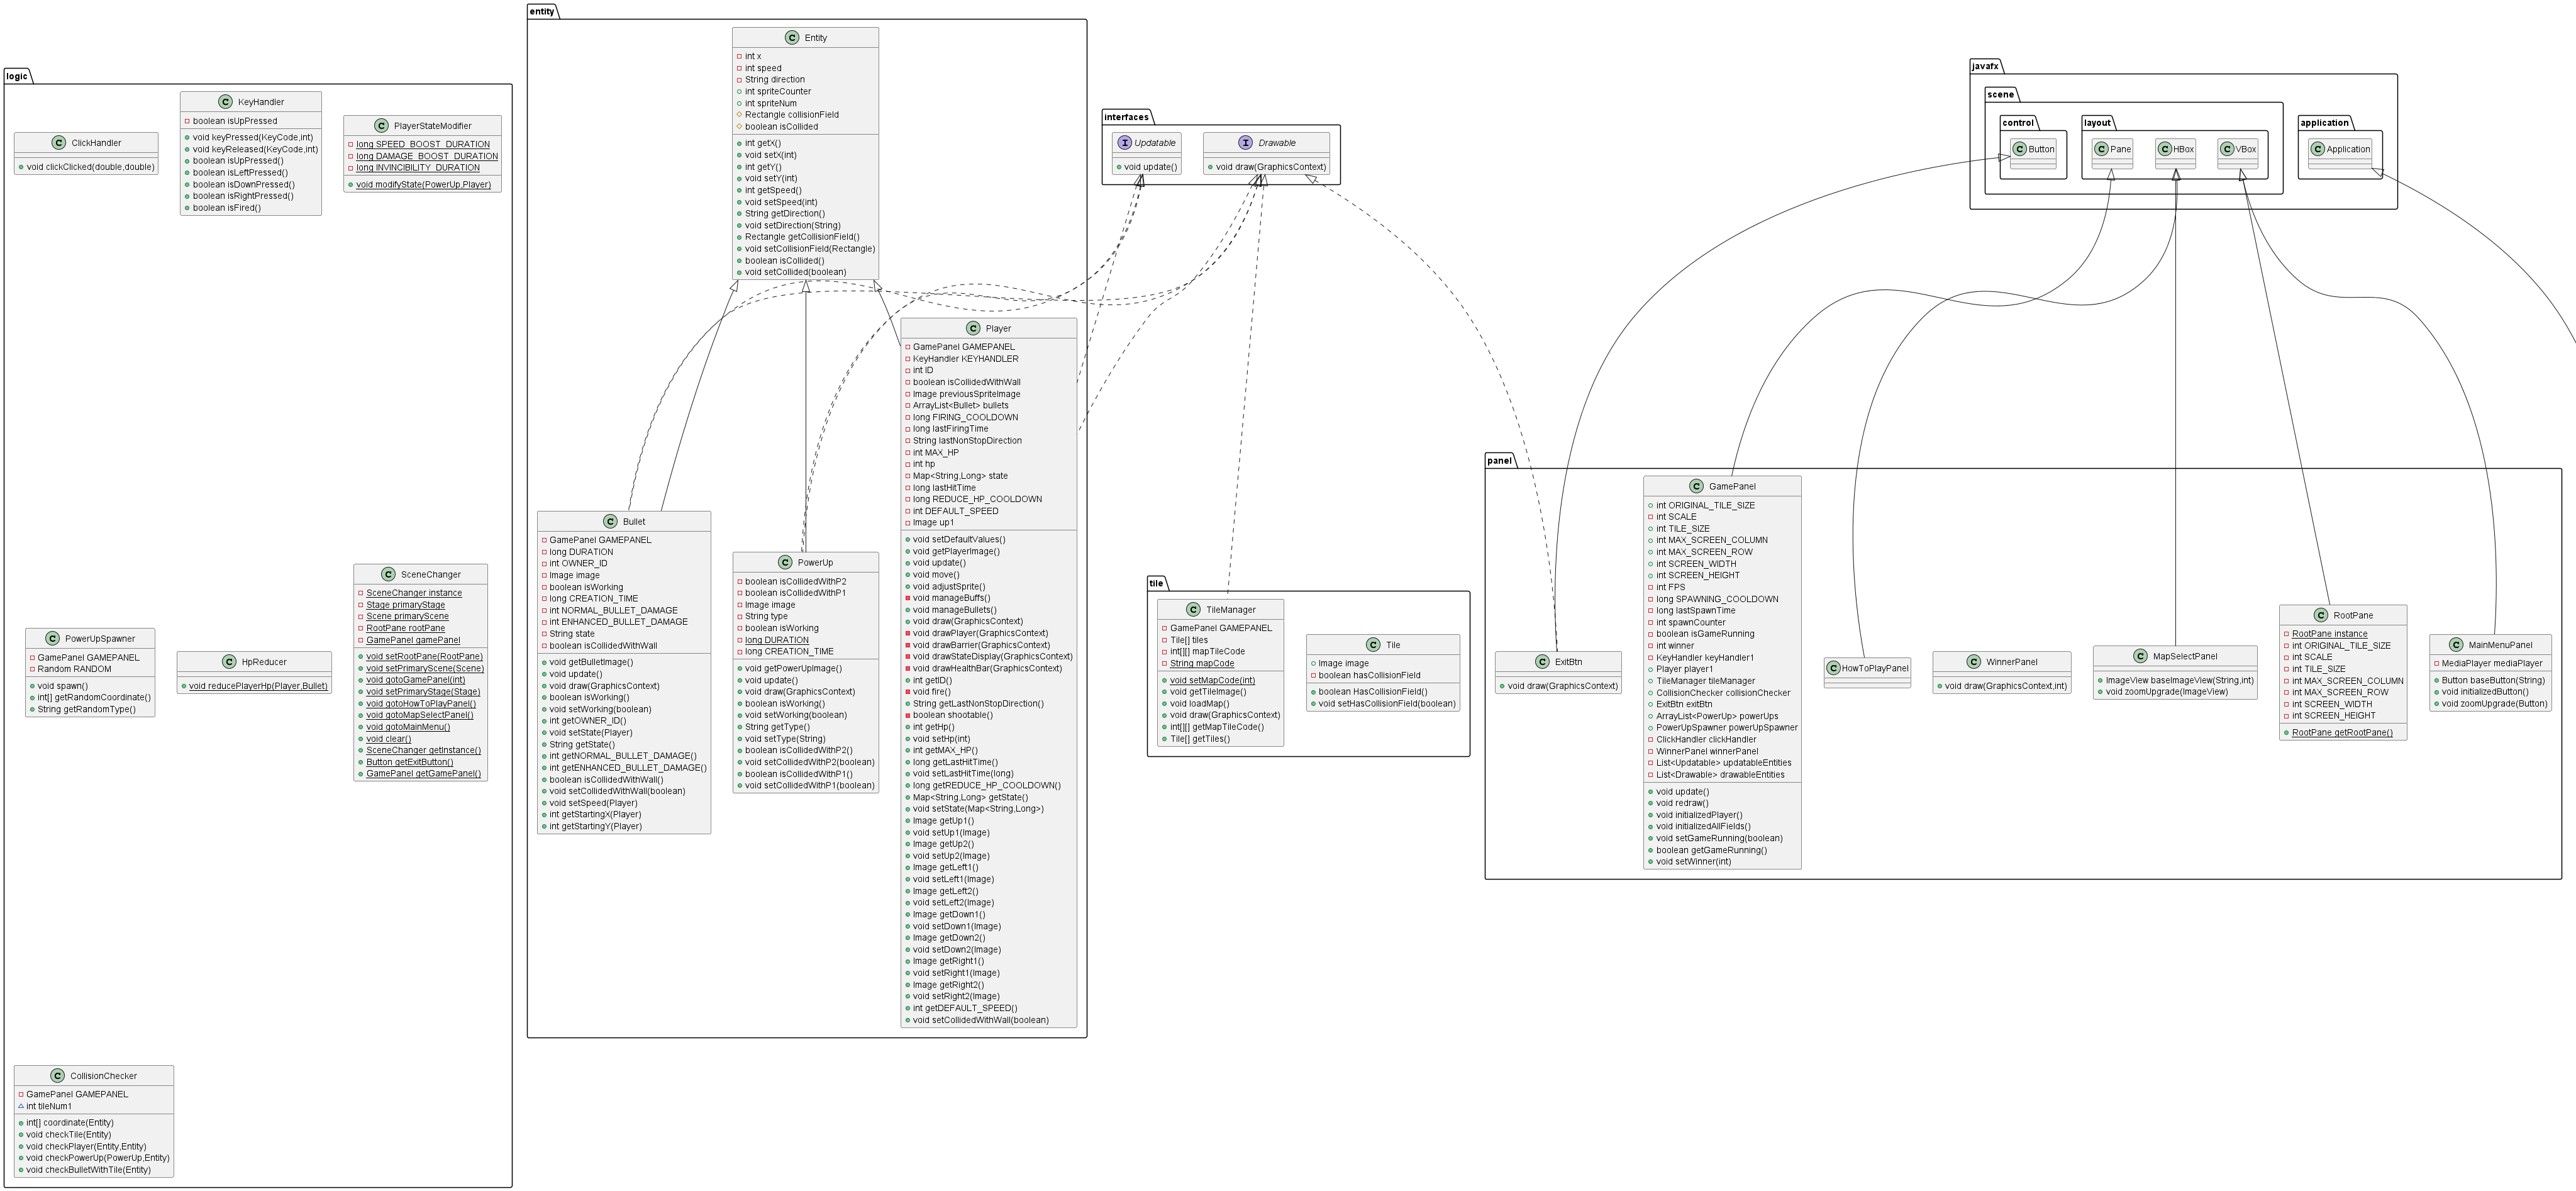 logic
ClickHandler
void clickClicked(double,double)
KeyHandler
boolean isUpPressed
void keyPressed(KeyCode,int)
void keyReleased(KeyCode,int)
boolean isUpPressed()
boolean isLeftPressed()
boolean isDownPressed()
boolean isRightPressed()
boolean isFired()
PlayerStateModifier
long SPEED_BOOST_DURATION
long DAMAGE_BOOST_DURATION
long INVINCIBILITY_DURATION
void modifyState(PowerUp,Player)
PowerUpSpawner
GamePanel GAMEPANEL
Random RANDOM
void spawn()
int[] getRandomCoordinate()
String getRandomType()
HpReducer
void reducePlayerHp(Player,Bullet)
SceneChanger
SceneChanger instance
Stage primaryStage
Scene primaryScene
RootPane rootPane
GamePanel gamePanel
void setRootPane(RootPane)
void setPrimaryScene(Scene)
void gotoGamePanel(int)
void setPrimaryStage(Stage)
void gotoHowToPlayPanel()
void gotoMapSelectPanel()
void gotoMainMenu()
void clear()
SceneChanger getInstance()
Button getExitButton()
GamePanel getGamePanel()
CollisionChecker
GamePanel GAMEPANEL
int tileNum1
int[] coordinate(Entity)
void checkTile(Entity)
void checkPlayer(Entity,Entity)
void checkPowerUp(PowerUp,Entity)
void checkBulletWithTile(Entity)
entity
Entity
int x
int speed
String direction
int spriteCounter
int spriteNum
Rectangle collisionField
boolean isCollided
int getX()
void setX(int)
int getY()
void setY(int)
int getSpeed()
void setSpeed(int)
String getDirection()
void setDirection(String)
Rectangle getCollisionField()
void setCollisionField(Rectangle)
boolean isCollided()
void setCollided(boolean)
Bullet
GamePanel GAMEPANEL
long DURATION
int OWNER_ID
Image image
boolean isWorking
long CREATION_TIME
int NORMAL_BULLET_DAMAGE
int ENHANCED_BULLET_DAMAGE
String state
boolean isCollidedWithWall
void getBulletImage()
void update()
void draw(GraphicsContext)
boolean isWorking()
void setWorking(boolean)
int getOWNER_ID()
void setState(Player)
String getState()
int getNORMAL_BULLET_DAMAGE()
int getENHANCED_BULLET_DAMAGE()
boolean isCollidedWithWall()
void setCollidedWithWall(boolean)
void setSpeed(Player)
int getStartingX(Player)
int getStartingY(Player)
PowerUp
boolean isCollidedWithP2
boolean isCollidedWithP1
Image image
String type
boolean isWorking
long DURATION
long CREATION_TIME
void getPowerUpImage()
void update()
void draw(GraphicsContext)
boolean isWorking()
void setWorking(boolean)
String getType()
void setType(String)
boolean isCollidedWithP2()
void setCollidedWithP2(boolean)
boolean isCollidedWithP1()
void setCollidedWithP1(boolean)
Player
GamePanel GAMEPANEL
KeyHandler KEYHANDLER
int ID
boolean isCollidedWithWall
Image previousSpriteImage
ArrayList<Bullet> bullets
long FIRING_COOLDOWN
long lastFiringTime
String lastNonStopDirection
int MAX_HP
int hp
Map<String,Long> state
long lastHitTime
long REDUCE_HP_COOLDOWN
int DEFAULT_SPEED
Image up1
void setDefaultValues()
void getPlayerImage()
void update()
void move()
void adjustSprite()
void manageBuffs()
void manageBullets()
void draw(GraphicsContext)
void drawPlayer(GraphicsContext)
void drawBarrier(GraphicsContext)
void drawStateDisplay(GraphicsContext)
void drawHealthBar(GraphicsContext)
int getID()
void fire()
String getLastNonStopDirection()
boolean shootable()
int getHp()
void setHp(int)
int getMAX_HP()
long getLastHitTime()
void setLastHitTime(long)
long getREDUCE_HP_COOLDOWN()
Map<String,Long> getState()
void setState(Map<String,Long>)
Image getUp1()
void setUp1(Image)
Image getUp2()
void setUp2(Image)
Image getLeft1()
void setLeft1(Image)
Image getLeft2()
void setLeft2(Image)
Image getDown1()
void setDown1(Image)
Image getDown2()
void setDown2(Image)
Image getRight1()
void setRight1(Image)
Image getRight2()
void setRight2(Image)
int getDEFAULT_SPEED()
void setCollidedWithWall(boolean)
interfaces
Updatable
void update()
Drawable
void draw(GraphicsContext)
tile
TileManager
GamePanel GAMEPANEL
Tile[] tiles
int[][] mapTileCode
String mapCode
void setMapCode(int)
void getTileImage()
void loadMap()
void draw(GraphicsContext)
int[][] getMapTileCode()
Tile[] getTiles()
Tile
Image image
boolean hasCollisionField
boolean HasCollisionField()
void setHasCollisionField(boolean)
javafx
scene
control
Button
layout
Pane
HBox
VBox
application
Application
panel
ExitBtn
void draw(GraphicsContext)
GamePanel
int ORIGINAL_TILE_SIZE
int SCALE
int TILE_SIZE
int MAX_SCREEN_COLUMN
int MAX_SCREEN_ROW
int SCREEN_WIDTH
int SCREEN_HEIGHT
int FPS
long SPAWNING_COOLDOWN
long lastSpawnTime
int spawnCounter
boolean isGameRunning
int winner
KeyHandler keyHandler1
Player player1
TileManager tileManager
CollisionChecker collisionChecker
ExitBtn exitBtn
ArrayList<PowerUp> powerUps
PowerUpSpawner powerUpSpawner
ClickHandler clickHandler
WinnerPanel winnerPanel
List<Updatable> updatableEntities
List<Drawable> drawableEntities
void update()
void redraw()
void initializedPlayer()
void initializedAllFields()
void setGameRunning(boolean)
boolean getGameRunning()
void setWinner(int)
HowToPlayPanel
WinnerPanel
void draw(GraphicsContext,int)
MapSelectPanel
ImageView baseImageView(String,int)
void zoomUpgrade(ImageView)
RootPane
RootPane instance
int ORIGINAL_TILE_SIZE
int SCALE
int TILE_SIZE
int MAX_SCREEN_COLUMN
int MAX_SCREEN_ROW
int SCREEN_WIDTH
int SCREEN_HEIGHT
RootPane getRootPane()
MainMenuPanel
MediaPlayer mediaPlayer
Button baseButton(String)
void initializedButton()
void zoomUpgrade(Button)